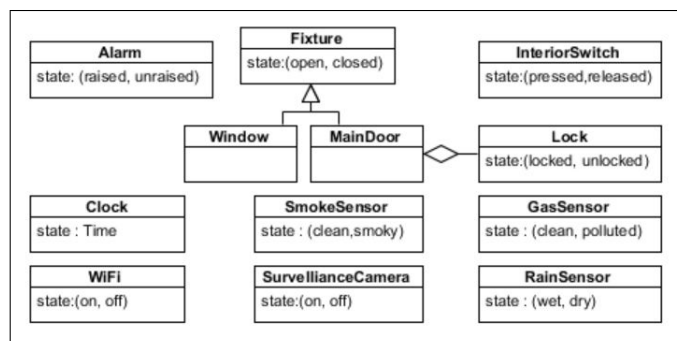 Alarm
state: (raised, unraised)
Fixture
state:(open, closed)
InteriorSwitch
state:(pressed,released)
Window
MainDoor
Lock
state:(locked, unlocked)
Clock
state : Time
SmokeSensor
state : (clean,smoky)
GasSensor
state : (clean, polluted)
WiFi
state:(on, off)
SurvellianceCamera
state:(on, off)
RainSensor
state : (wet, dry)